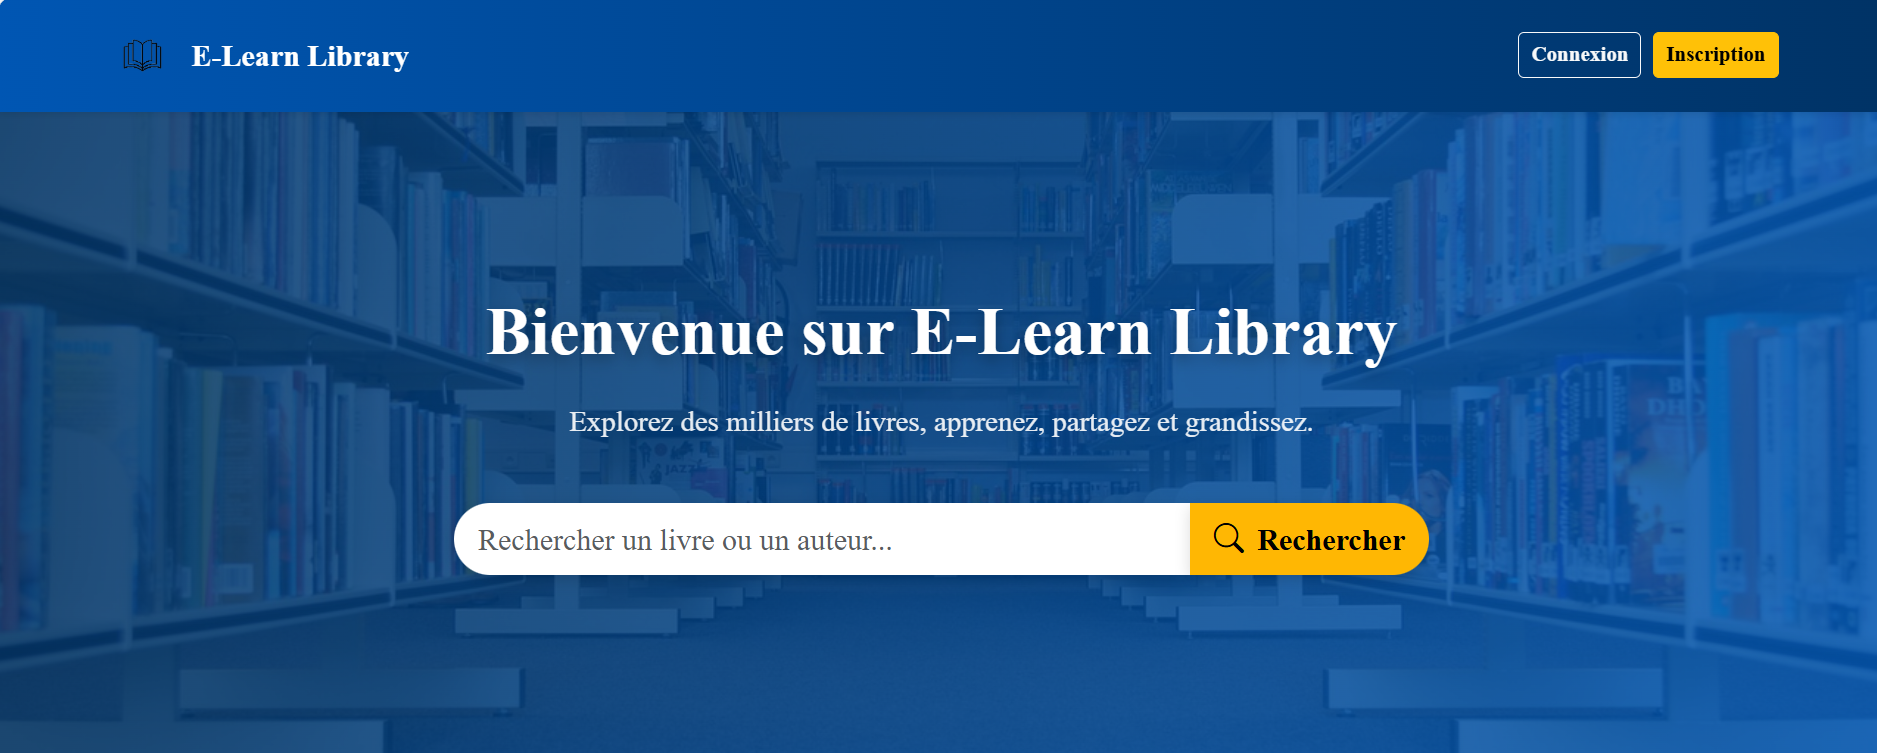 E-Learn Library
Connexion
Inscription
Bienvenue sur E-Learn Library
Explorez des milliers de livres, apprenez, partagez et grandissez.
JAZZ
Rechercher un livre ou un auteur...
Rechercher